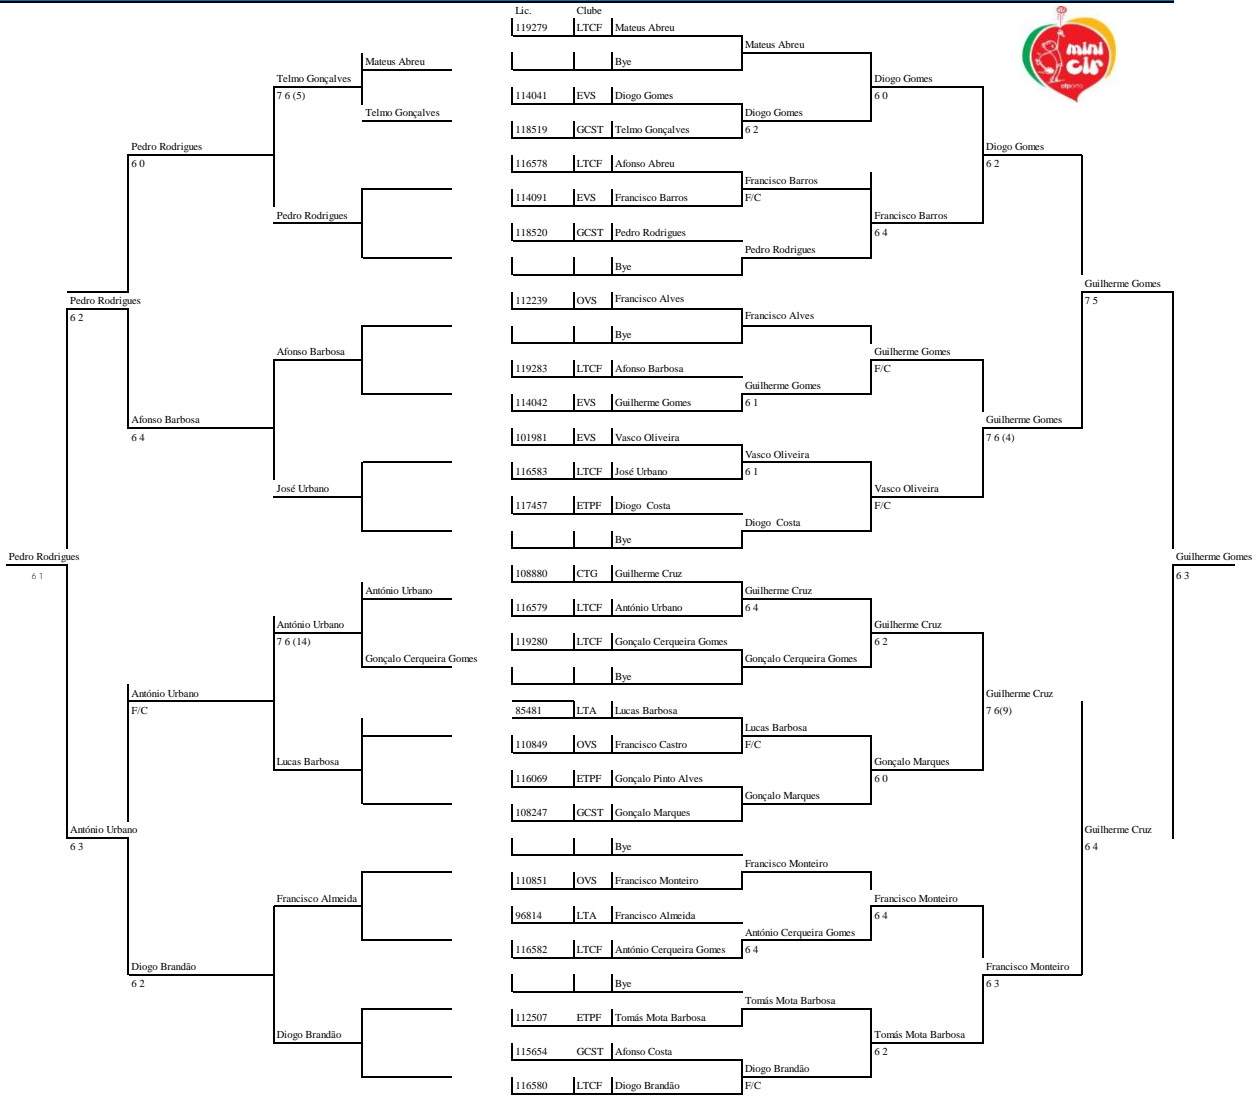 Lic. Clube
119279 LTCF Mateus Abreu
Mateus Abreu
Mateus Abreu Bye
Telmo Gonçalves Diogo Gomes
7 6 (5) 114041 EVS Diogo Gomes 6 0
Telmo Gonçalves Diogo Gomes
118519 GCST Telmo Gonçalves 6 2
Pedro Rodrigues Diogo Gomes
6 0 116578 LTCF Afonso Abreu 6 2
Francisco Barros
114091 EVS Francisco Barros F/C
Pedro Rodrigues Francisco Barros
118520 GCST Pedro Rodrigues 6 4
Pedro Rodrigues
Bye
Guilherme Gomes
Pedro Rodrigues 112239 OVS Francisco Alves 7 5
6 2 Francisco Alves
Bye
Afonso Barbosa Guilherme Gomes
119283 LTCF Afonso Barbosa F/C
Guilherme Gomes
114042 EVS Guilherme Gomes 6 1
Afonso Barbosa Guilherme Gomes
6 4 101981 EVS Vasco Oliveira 7 6 (4)
Vasco Oliveira
116583 LTCF José Urbano 6 1
José Urbano Vasco Oliveira
117457 ETPF Diogo Costa F/C
Diogo Costa
Bye
Pedro Rodrigues Guilherme Gomes
6 1 108880 CTG Guilherme Cruz 6 3
António Urbano Guilherme Cruz
116579 LTCF António Urbano 6 4
António Urbano Guilherme Cruz
7 6 (14) 119280 LTCF Gonçalo Cerqueira Gomes 6 2
Gonçalo Cerqueira Gomes Gonçalo Cerqueira Gomes
Bye
António Urbano Guilherme Cruz
F/C 85481 LTA Lucas Barbosa 7 6(9)
Lucas Barbosa
110849 OVS Francisco Castro F/C
Lucas Barbosa Gonçalo Marques
116069 ETPF Gonçalo Pinto Alves 6 0
Gonçalo Marques
108247 GCST Gonçalo Marques
António Urbano Guilherme Cruz
6 3 Bye 6 4
Francisco Monteiro
110851 OVS Francisco Monteiro
Francisco Almeida Francisco Monteiro
96814 LTA Francisco Almeida 6 4
António Cerqueira Gomes
116582 LTCF António Cerqueira Gomes 6 4
Diogo Brandão Francisco Monteiro
6 2 Bye 6 3
Tomás Mota Barbosa
112507 ETPF Tomás Mota Barbosa
Diogo Brandão Tomás Mota Barbosa
115654 GCST Afonso Costa 6 2
Diogo Brandão
116580 LTCF Diogo Brandão F/C
mini
cir